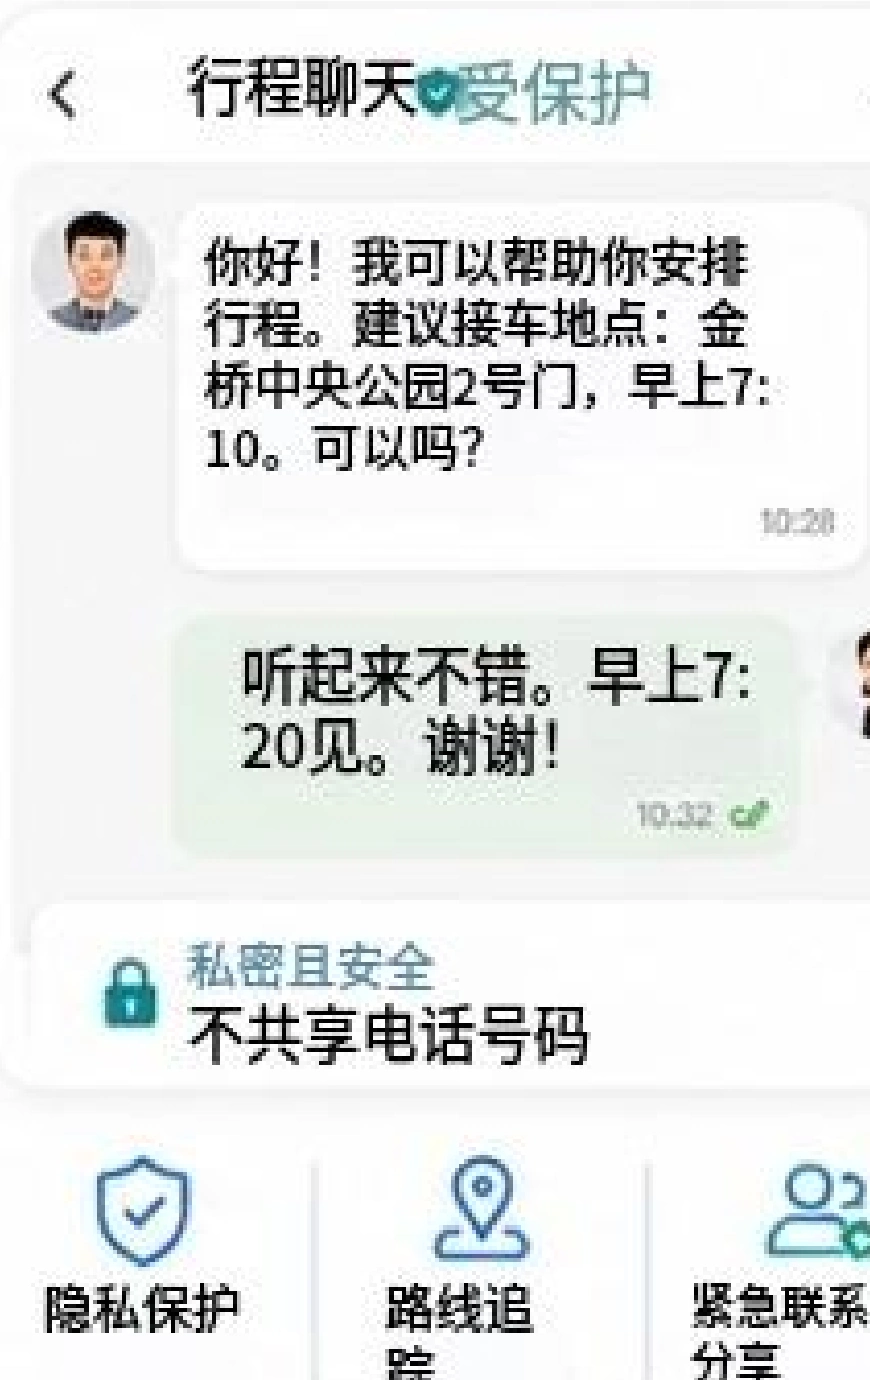 行程聊天 受保护
你好！我可以帮助你安排
行程。建议接车地点：金
桥中央公园2号门，早上7:
10。可以吗？
10:28
听起来不错。早上7:
20见。谢谢！
10:32
私密且安全
不共享电话号码
隐私保护
路线追
踪
紧急联系
分享